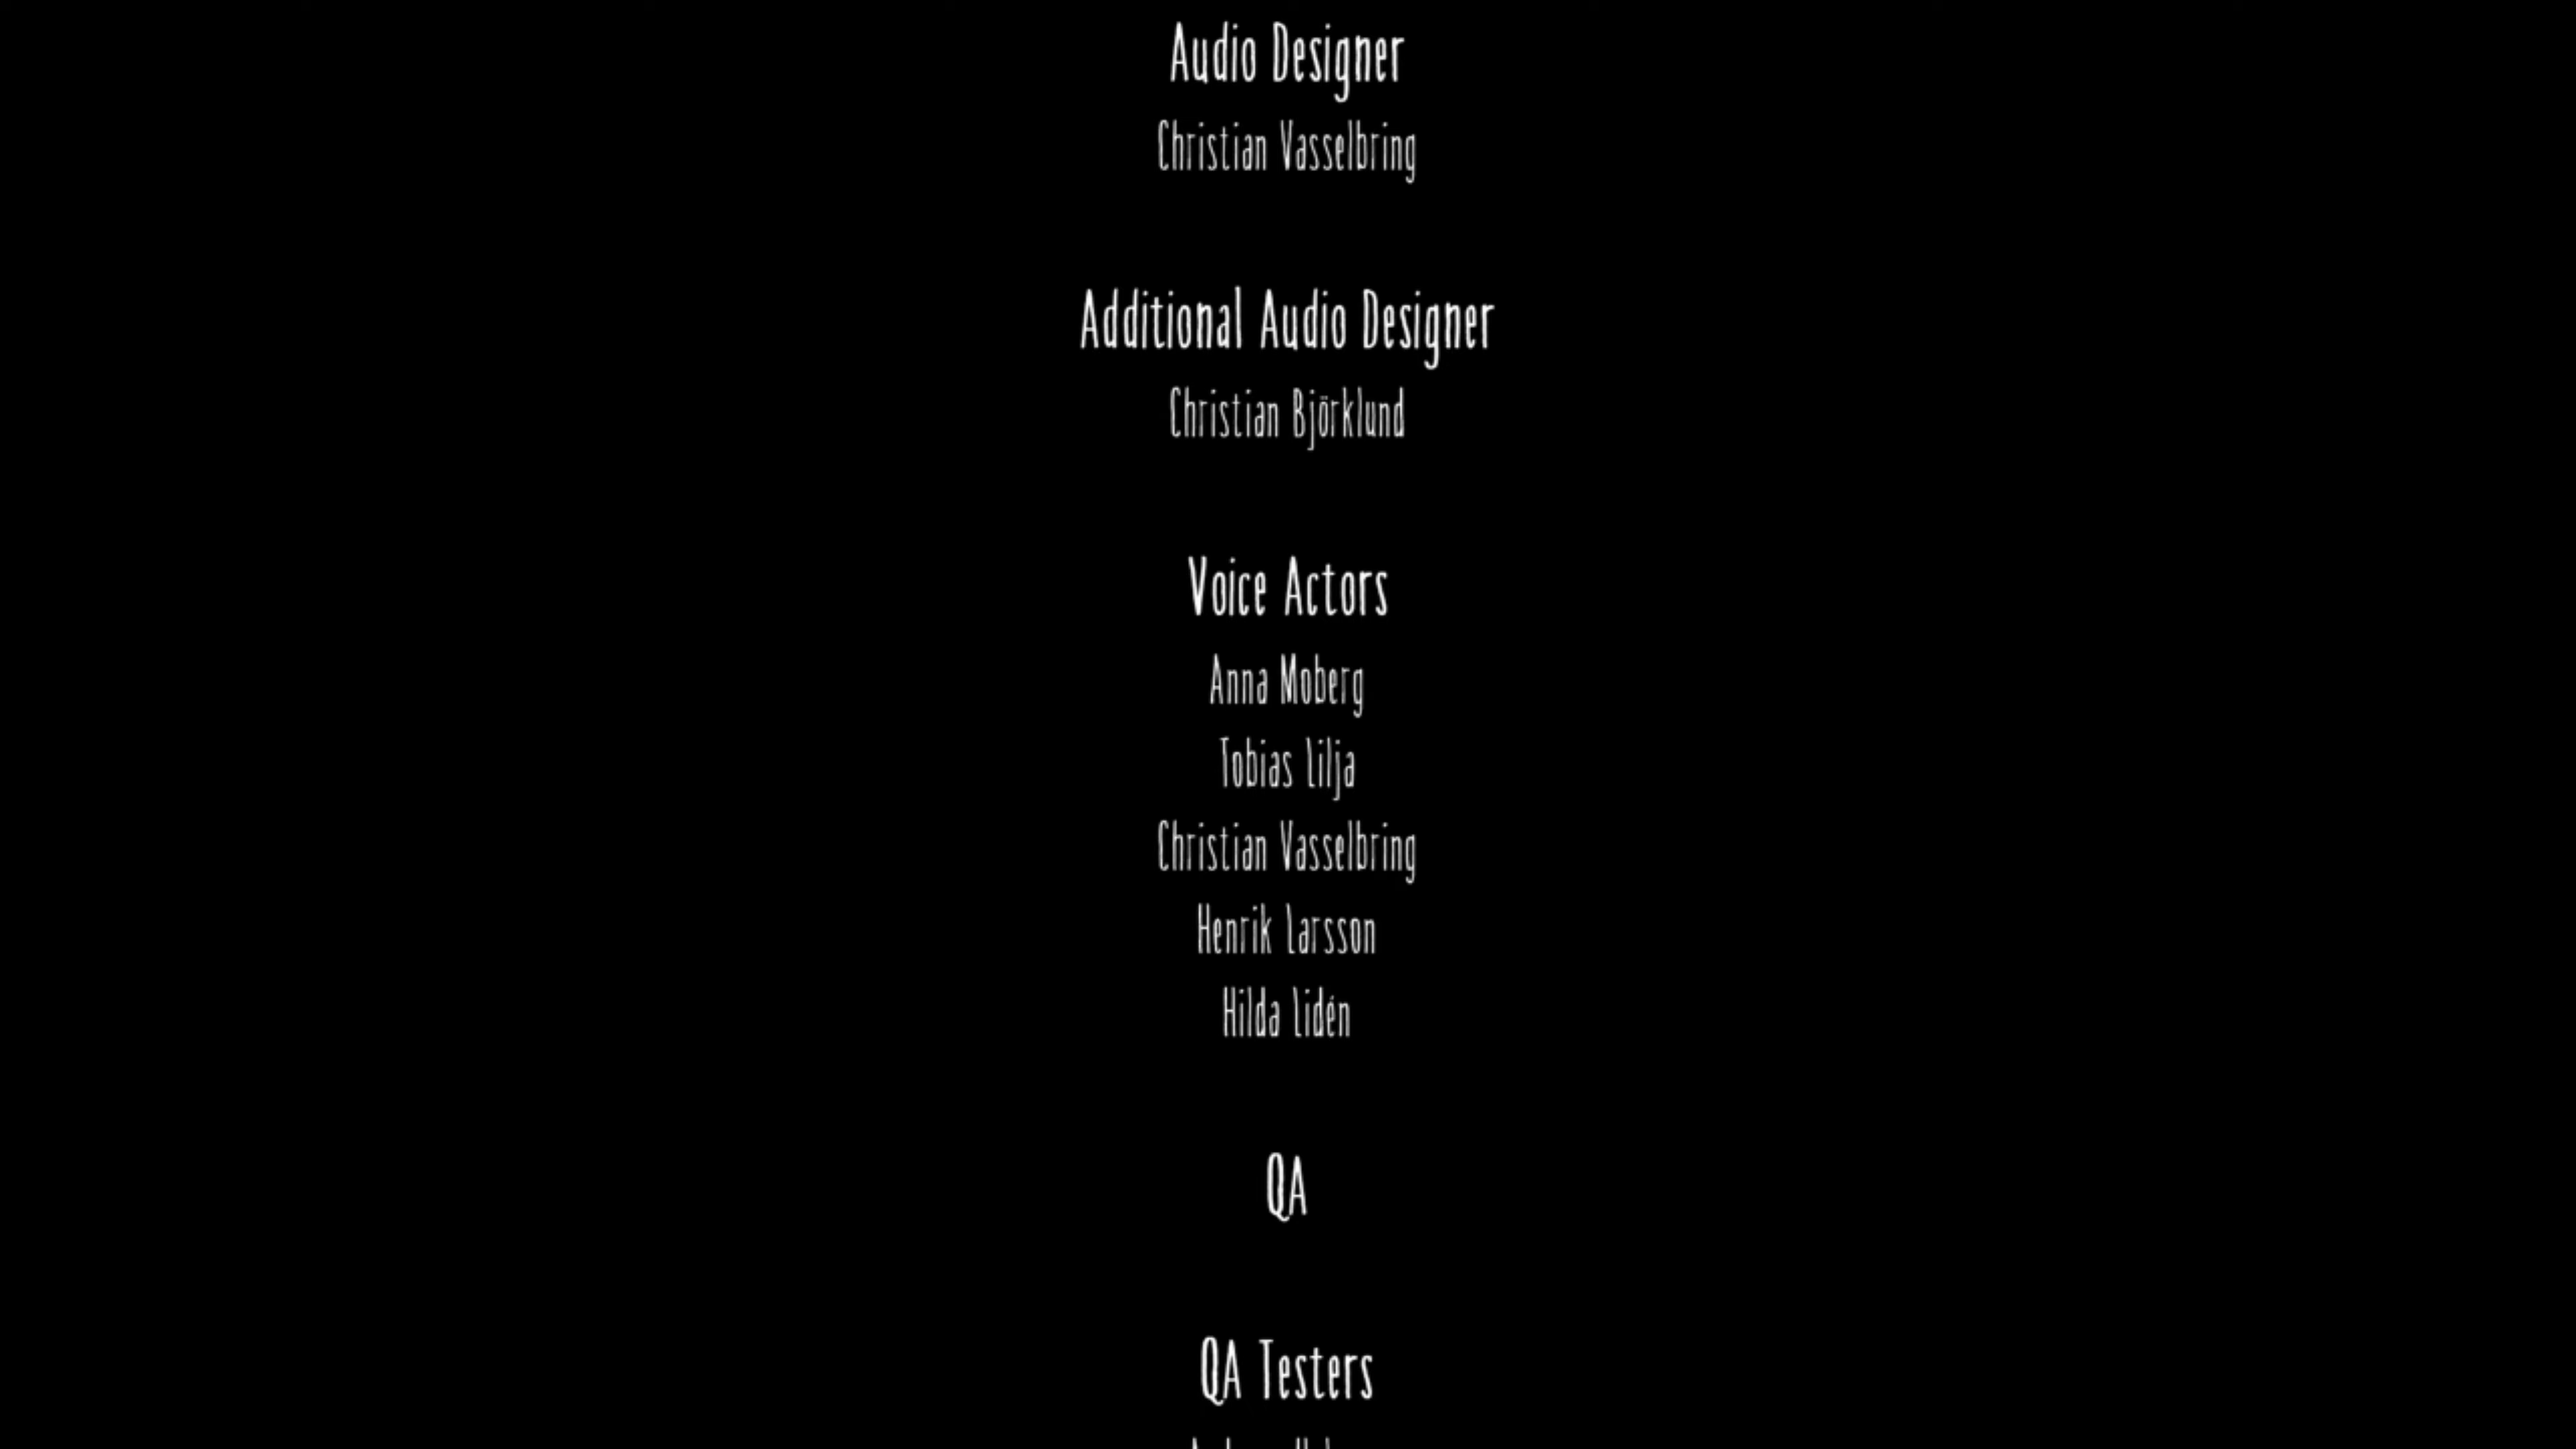 Audio Designer
Christian Vasselbring
Additional Audio Designer
Christian Björklund
Voice Actors
Anna Moberg
Tobias Lilja
Christian Vasselbring
Henrik Larsson
Hilda Lidén
QA
QA Testers